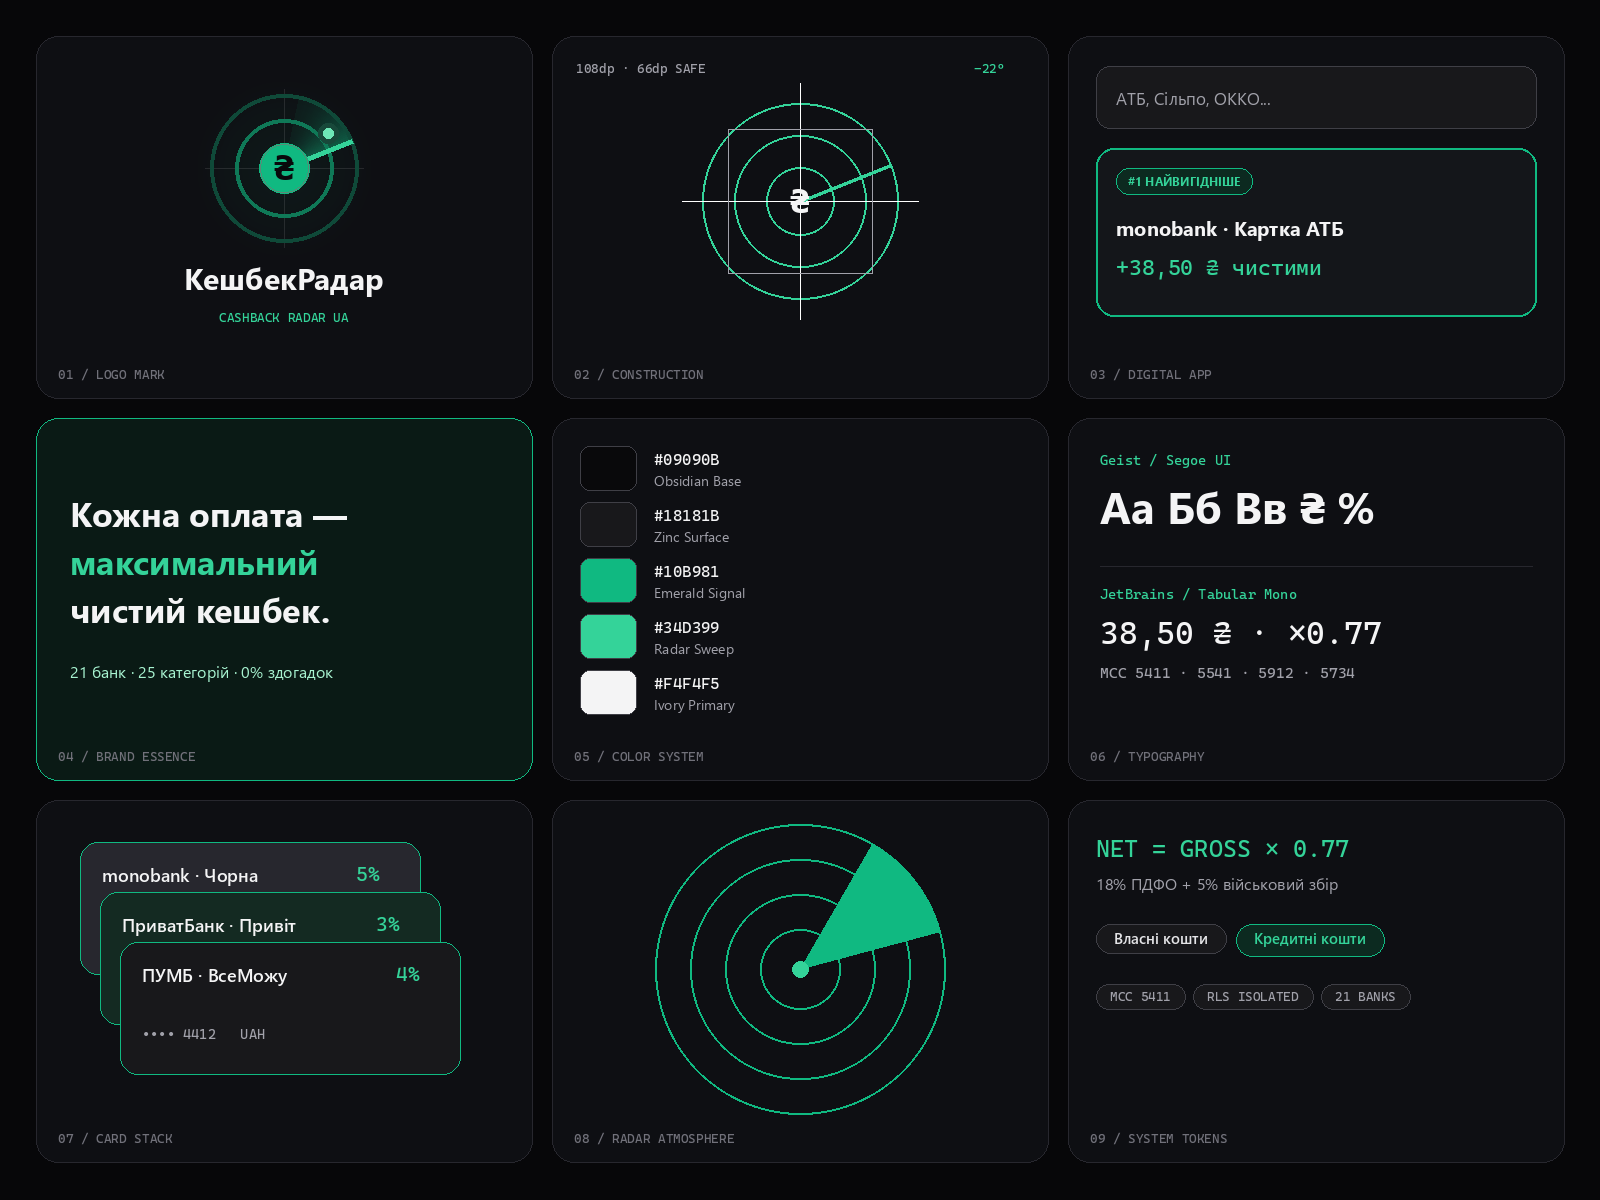 ₴
КешбекРадар
CASHBACK RADAR UA
01 / LOGO MARK
108dp · 66dp SAFE
−22°
₴
02 / CONSTRUCTION
АТБ, Сільпо, ОККО...
#1 НАЙВИГІДНІШЕ
monobank · Картка АТБ
+38,50 ₴ чистими
03 / DIGITAL APP
Кожна оплата —
максимальний
чистий кешбек.
21 банк · 25 категорій · 0% здогадок
04 / BRAND ESSENCE
#09090B
Obsidian Base
#18181B
Zinc Surface
#10B981
Emerald Signal
#34D399
Radar Sweep
#F4F4F5
Ivory Primary
05 / COLOR SYSTEM
Geist / Segoe UI
Аа Бб Вв ₴ %
JetBrains / Tabular Mono
38,50 ₴ · ×0.77
MCC 5411 · 5541 · 5912 · 5734
06 / TYPOGRAPHY
monobank · Чорна 5%
ПриватБанк · Привіт 3%
ПУМБ · ВсеМожу 4%
•••• 4412 UAH
07 / CARD STACK
08 / RADAR ATMOSPHERE
NET = GROSS × 0.77
18% ПДФО + 5% військовий збір
Власні кошти Кредитні кошти
MCC 5411 RLS ISOLATED 21 BANKS
09 / SYSTEM TOKENS